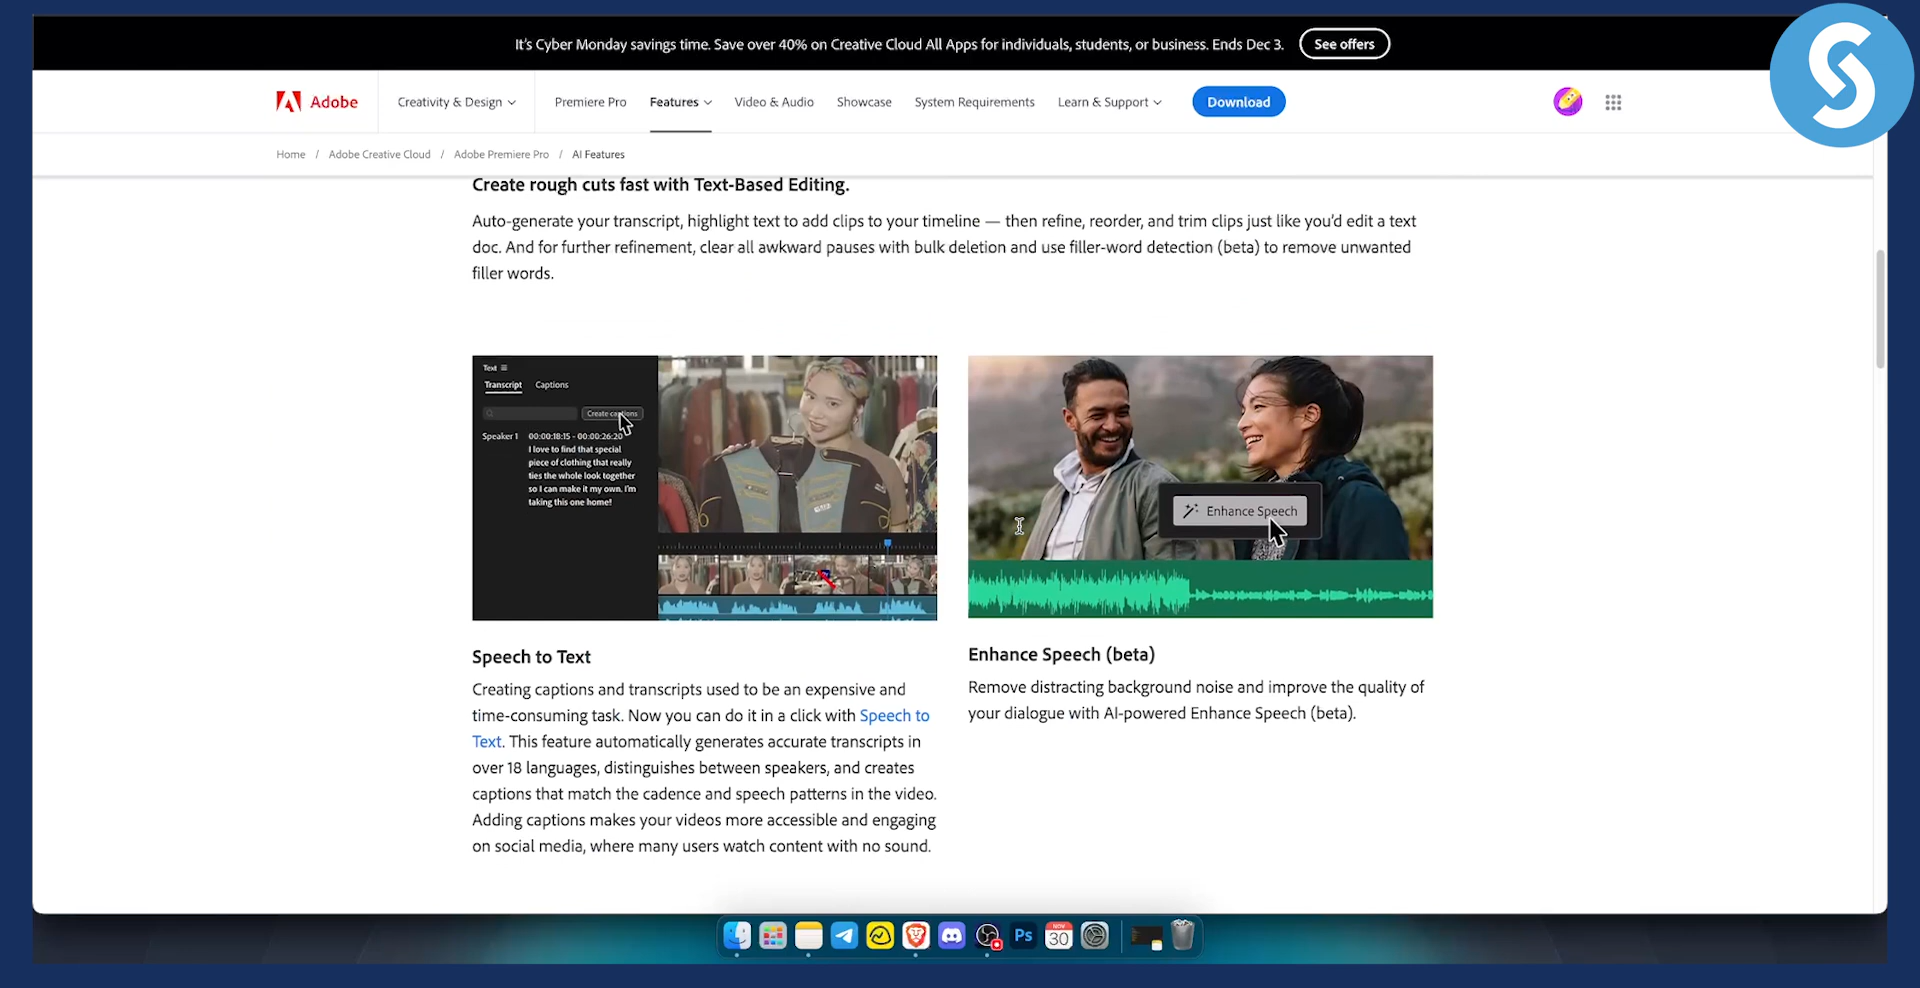 It's Cyber Monday savings time. Save over 40% on Creative Cloud All Apps for individuals, students, or business. Ends Dec 3. See offers
Adobe Creativity & Design Premiere Pro Features Video & Audio Showcase System Requirements Learn & Support Download
Home / Adobe Creative Cloud / Adobe Premiere Pro / AI Features
Create rough cuts fast with Text-Based Editing.
Auto-generate your transcript, highlight text to add clips to your timeline — then refine, reorder, and trim clips just like you'd edit a text
doc. And for further refinement, clear all awkward pauses with bulk deletion and use filler-word detection (beta) to remove unwanted
filler words.
Text
Transcript Captions
Create captions
Speaker 1 00:00:18:15 - 00:00:26:20
I love to find that special
piece of clothing that really
ties the whole look together
so I can make it my own. I'm
taking this one home!
Enhance Speech
Speech to Text
Creating captions and transcripts used to be an expensive and
time-consuming task. Now you can do it in a click with Speech to
Text. This feature automatically generates accurate transcripts in
over 18 languages, distinguishes between speakers, and creates
captions that match the cadence and speech patterns in the video.
Adding captions makes your videos more accessible and engaging
on social media, where many users watch content with no sound.
Enhance Speech (beta)
Remove distracting background noise and improve the quality of
your dialogue with AI-powered Enhance Speech (beta).
Ps
NOV
30